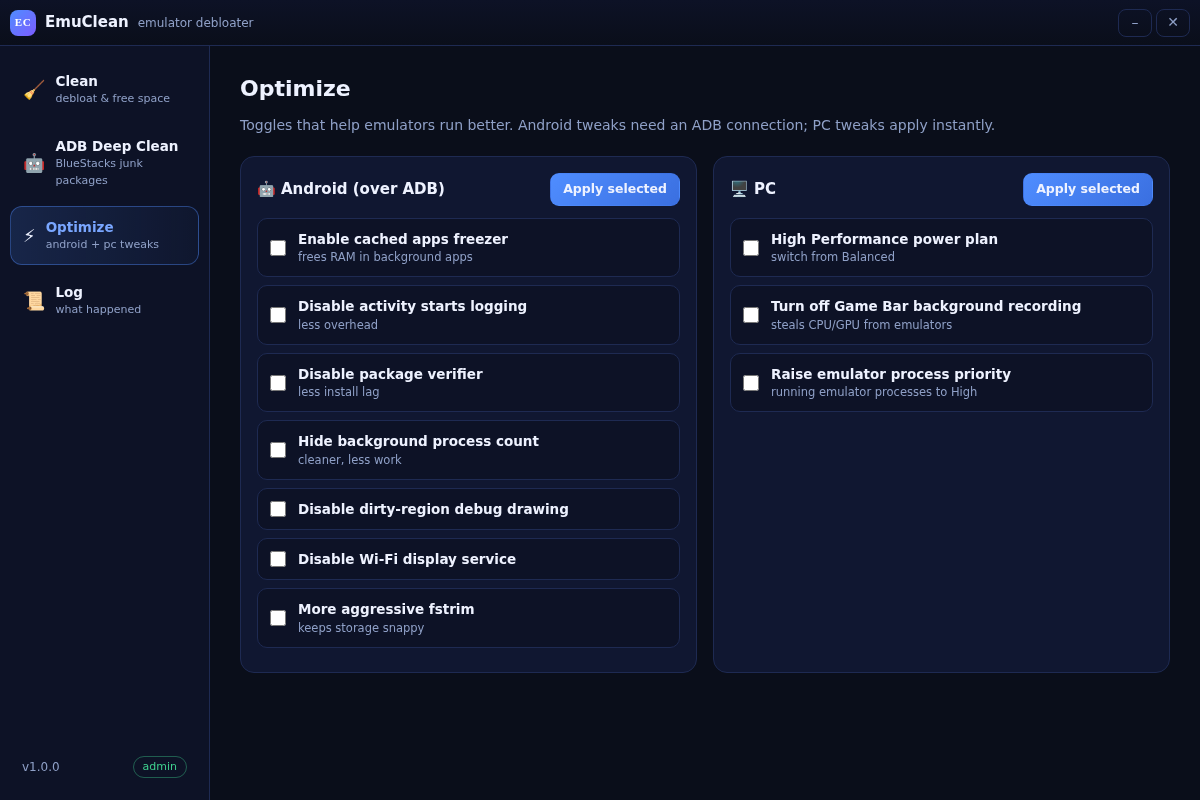 EC EmuClean emulator debloater – ✕
Clean
debloat & free space
ADB Deep Clean
BlueStacks junk
packages
Optimize
android + pc tweaks
Log
what happened
v1.0.0 admin
Optimize
Toggles that help emulators run better. Android tweaks need an ADB connection; PC tweaks apply instantly.
Android (over ADB) Apply selected
Enable cached apps freezer
frees RAM in background apps
Disable activity starts logging
less overhead
Disable package verifier
less install lag
Hide background process count
cleaner, less work
Disable dirty-region debug drawing
Disable Wi-Fi display service
More aggressive fstrim
keeps storage snappy
PC Apply selected
High Performance power plan
switch from Balanced
Turn off Game Bar background recording
steals CPU/GPU from emulators
Raise emulator process priority
running emulator processes to High